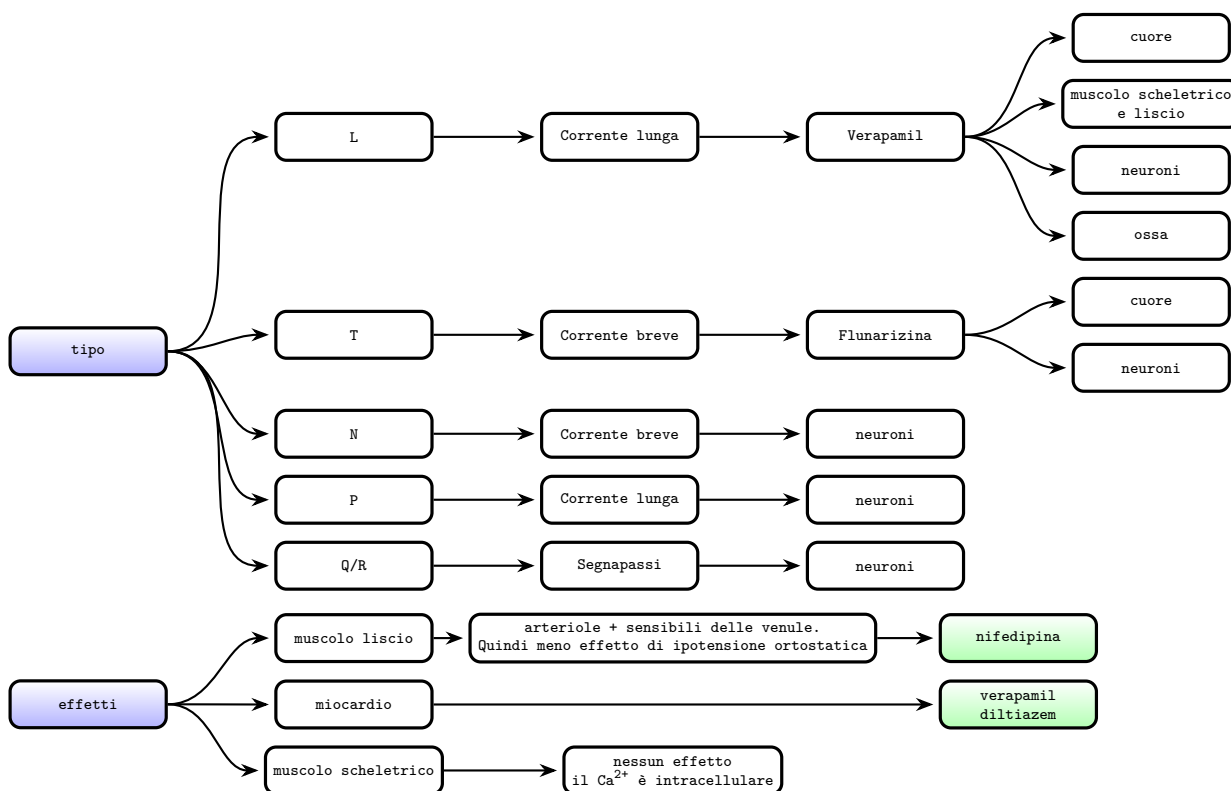 cuore
muscolo scheletrico
e liscio
L
Corrente lunga
Verapamil
neuroni
ossa
cuore
tipo
T
Corrente breve
Flunarizina
neuroni
N
Corrente breve
neuroni
P
Corrente lunga
neuroni
Q/R
Segnapassi
neuroni
muscolo liscio
arteriole + sensibili delle venule.
Quindi meno effetto di ipotensione ortostatica
nifedipina
effetti
miocardio
verapamil
diltiazem
muscolo scheletrico
nessun effetto
il Ca²⁺ è intracellulare